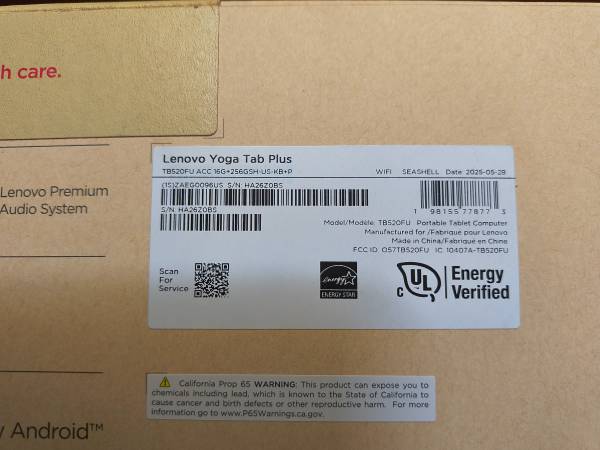 h care.
Lenovo Premium
Audio System
Lenovo Yoga Tab Plus
TB520FU ACC 16G+256GSH-US-KB+P WIFI SEASHELL Date: 2025-05-28
(1S)ZAEG0096US S/N: HA26Z0BS
S/N: HA26Z0BS
1 98155 77877 3
Model/Modèle: TB520FU Portable Tablet Computer
Manufactured for /Fabriqué pour Lenovo
Made in China/Fabriqué en Chine
FCC ID: O57TB520FU IC: 10407A-TB520FU
Scan
For
Service
energy
ENERGY STAR
C UL
Energy
Verified
California Prop 65 WARNING: This product can expose you to
chemicals including lead, which is known to the State of California to
cause cancer and birth defects or other reproductive harm. For more
information go to www.P65Warnings.ca.gov.
y Android™